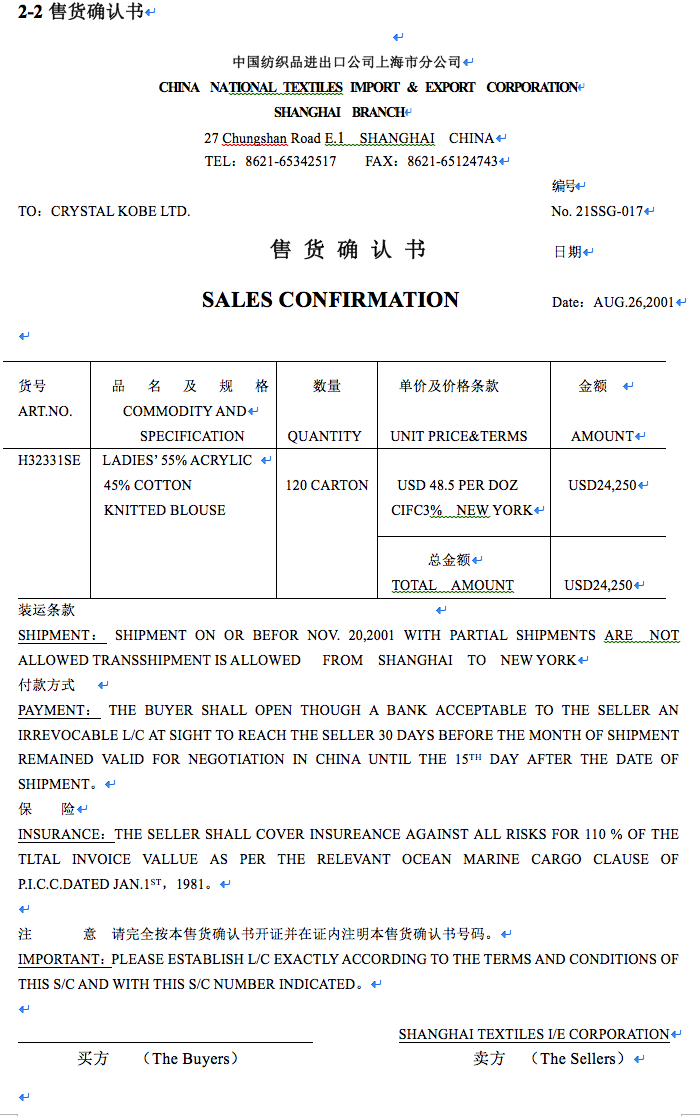 2-2 售货确认书
中国纺织品进出口公司上海市分公司
CHINA NATIONAL TEXTILES IMPORT & EXPORT CORPORATION
SHANGHAI BRANCH
27 Chungshan Road E.1 SHANGHAI CHINA
TEL：8621-65342517 FAX：8621-65124743
编号
TO：CRYSTAL KOBE LTD. No. 21SSG-017
售 货 确 认 书 日期
SALES CONFIRMATION Date：AUG.26,2001
货号 品 名 及 规 格 数量 单价及价格条款 金额
ART.NO. COMMODITY AND
SPECIFICATION QUANTITY UNIT PRICE&TERMS AMOUNT
H32331SE LADIES’ 55% ACRYLIC
45% COTTON 120 CARTON USD 48.5 PER DOZ USD24,250
KNITTED BLOUSE CIFC3% NEW YORK
总金额
TOTAL AMOUNT USD24,250
装运条款
SHIPMENT： SHIPMENT ON OR BEFOR NOV. 20,2001 WITH PARTIAL SHIPMENTS ARE NOT
ALLOWED TRANSSHIPMENT IS ALLOWED FROM SHANGHAI TO NEW YORK
付款方式
PAYMENT： THE BUYER SHALL OPEN THOUGH A BANK ACCEPTABLE TO THE SELLER AN
IRREVOCABLE L/C AT SIGHT TO REACH THE SELLER 30 DAYS BEFORE THE MONTH OF SHIPMENT
REMAINED VALID FOR NEGOTIATION IN CHINA UNTIL THE 15TH DAY AFTER THE DATE OF
SHIPMENT。
保 险
INSURANCE：THE SELLER SHALL COVER INSUREANCE AGAINST ALL RISKS FOR 110 % OF THE
TLTAL INVOICE VALLUE AS PER THE RELEVANT OCEAN MARINE CARGO CLAUSE OF
P.I.C.C.DATED JAN.1ST，1981。
注 意 请完全按本售货确认书开证并在证内注明本售货确认书号码。
IMPORTANT：PLEASE ESTABLISH L/C EXACTLY ACCORDING TO THE TERMS AND CONDITIONS OF
THIS S/C AND WITH THIS S/C NUMBER INDICATED。
SHANGHAI TEXTILES I/E CORPORATION
买方 （The Buyers） 卖方 （The Sellers）